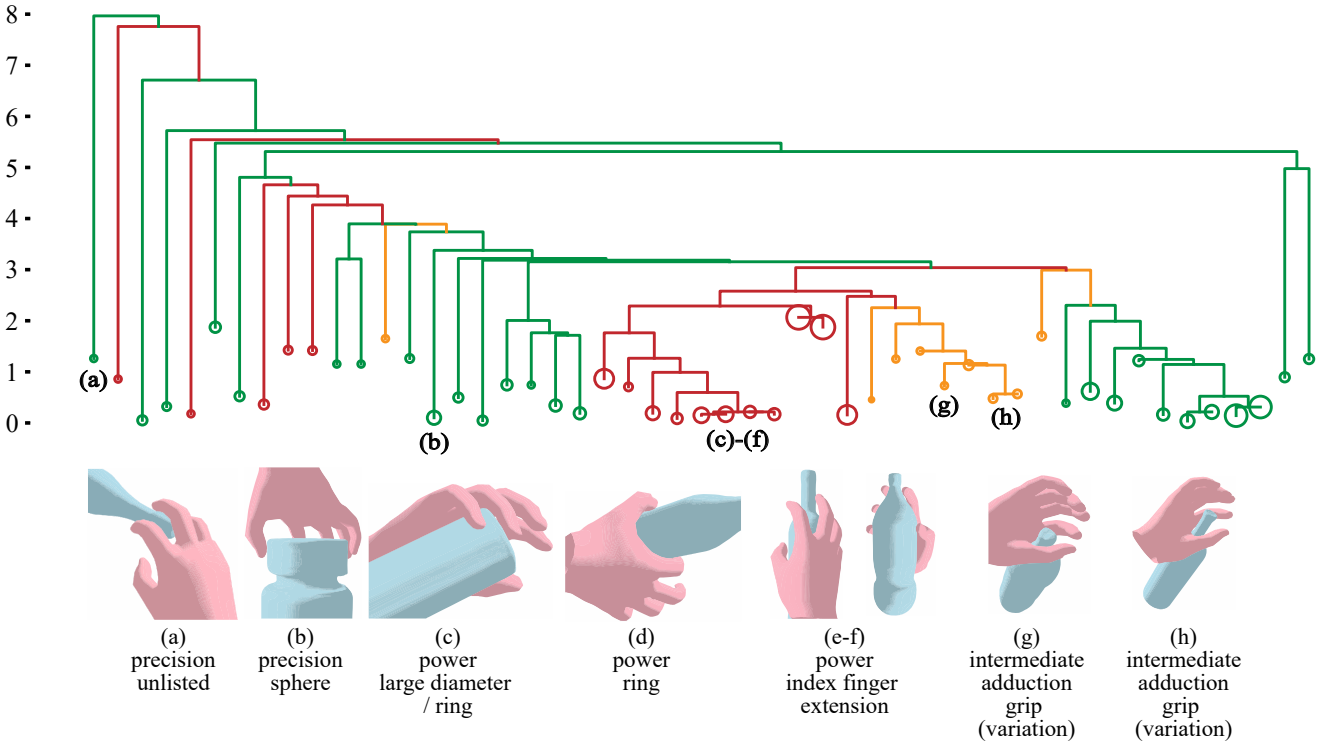 8
7
6
5
4
3
2
1
0
(a)
(b)
(c)-(f)
(g)
(h)
(a)
precision
unlisted
(b)
precision
sphere
(c)
power
large diameter
/ ring
(d)
power
ring
(e-f)
power
index finger
extension
(g)
intermediate
adduction
grip
(variation)
(h)
intermediate
adduction
grip
(variation)